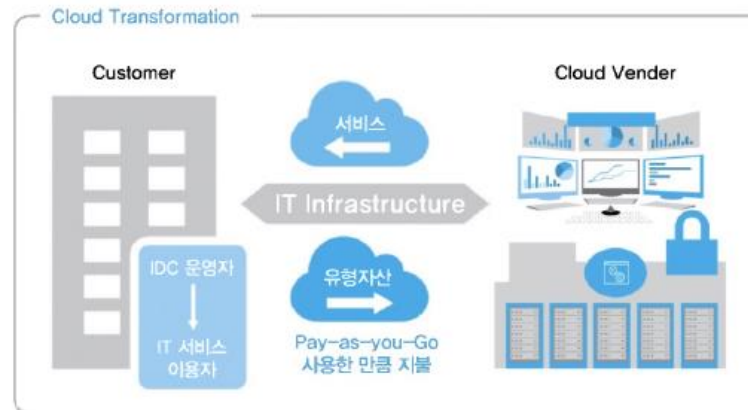 Cloud Transformation
Customer
Cloud Vender
서비스
IT Infrastructure
IDC 운영자
IT 서비스
이용자
유형자산
Pay-as-you-Go
사용한 만큼 지불